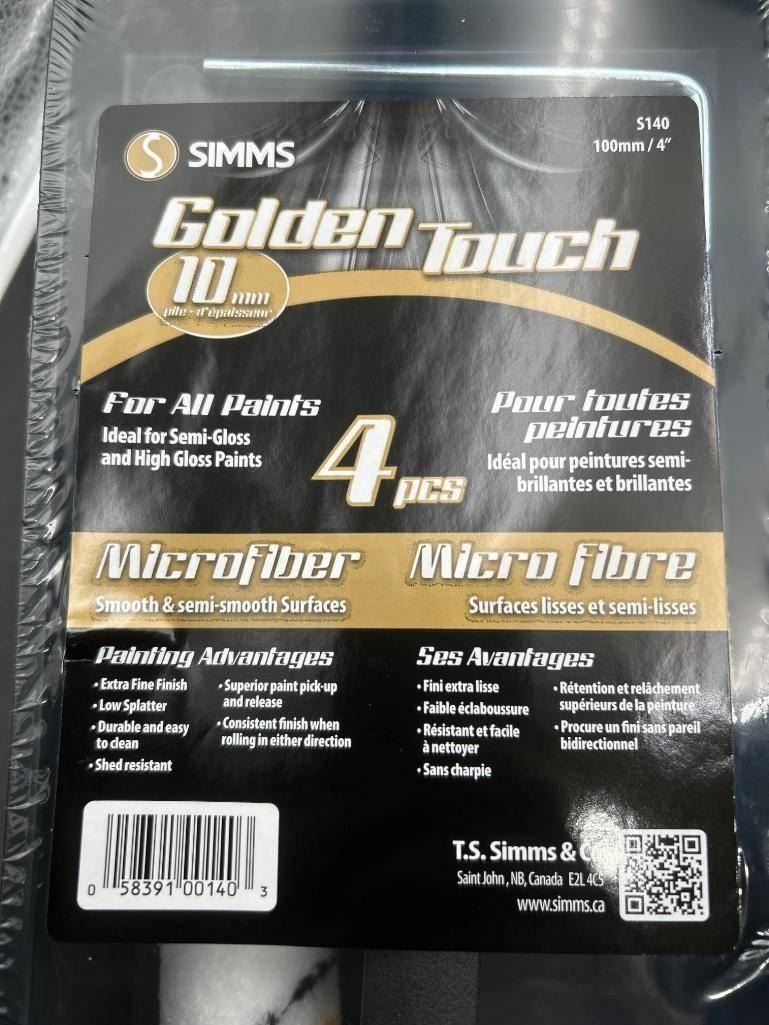 S140
100mm / 4"
SIMMS
Golden Touch
10 mm
pile • d'épaisseur
For All Paints
Ideal for Semi-Gloss
and High Gloss Paints
4 pcs
Pour toutes
peintures
Idéal pour peintures semi-
brillantes et brillantes
Microfiber
Smooth & semi-smooth Surfaces
Micro fibre
Surfaces lisses et semi-lisses
Painting Advantages
• Extra Fine Finish
• Low Splatter
• Durable and easy
to clean
• Shed resistant
• Superior paint pick-up
and release
• Consistent finish when
rolling in either direction
Ses Avantages
• Fini extra lisse
• Faible éclaboussure
• Résistant et facile
à nettoyer
• Sans charpie
• Rétention et relâchement
supérieurs de la peinture
• Procure un fini sans pareil
bidirectionnel
0 58391 00140 3
T.S. Simms &
Saint John , NB, Canada E2L 4C5
www.simms.ca